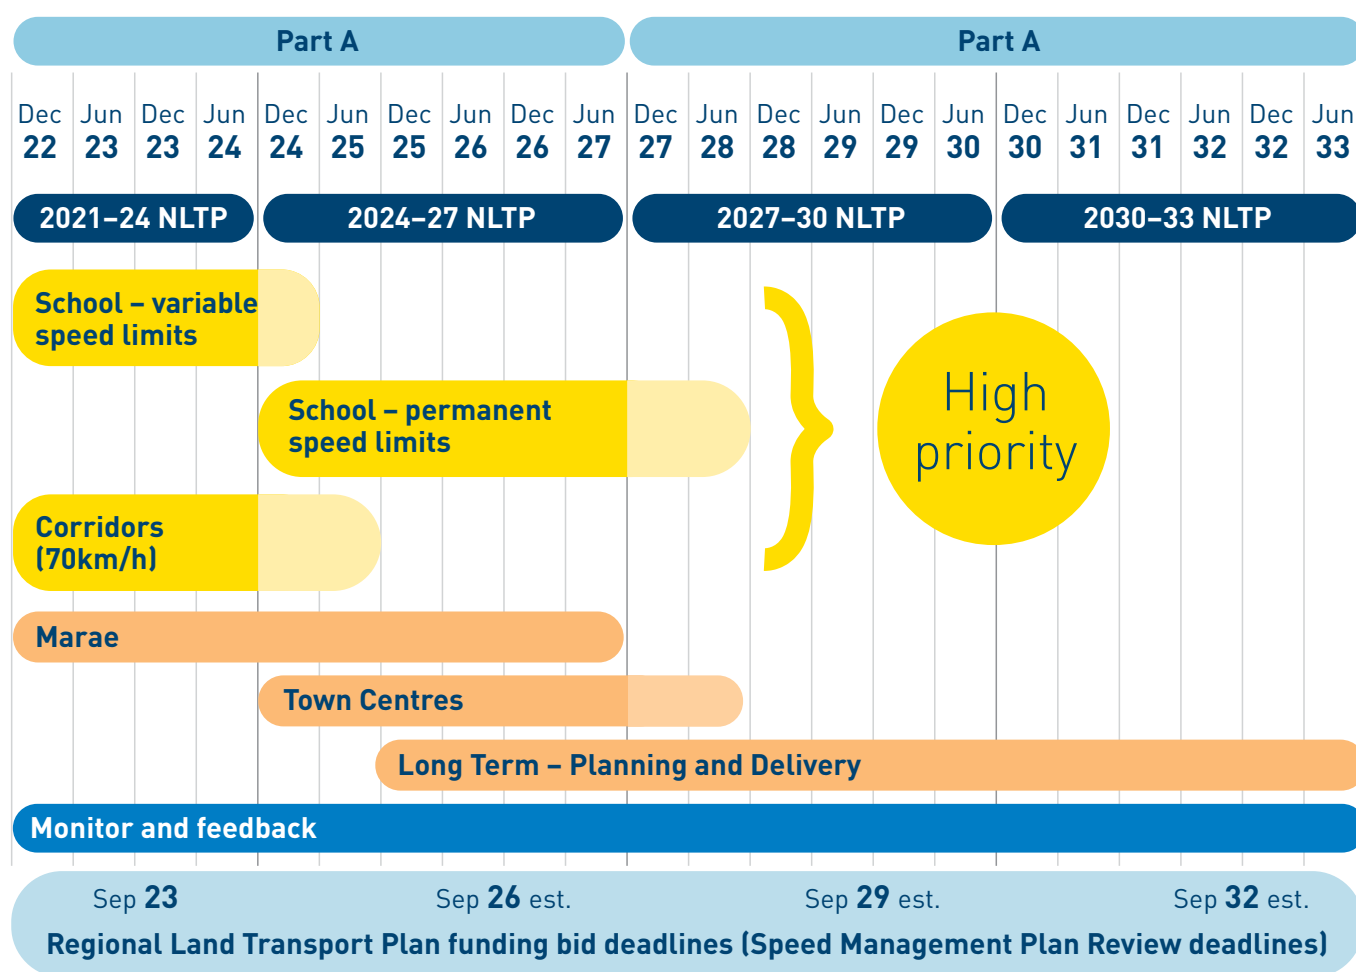 Part A
Part A
Dec Jun Dec Jun Dec Jun Dec Jun Dec Jun Dec Jun Dec Jun Dec Jun Dec Jun Dec Jun Dec Jun
22 23 23 24 24 25 25 26 26 27 27 28 28 29 29 30 30 31 31 32 32 33
2021–24 NLTP
2024–27 NLTP
2027–30 NLTP
2030–33 NLTP
School – variable
speed limits
School – permanent
speed limits
High
priority
Corridors
(70km/h)
Marae
Town Centres
Long Term – Planning and Delivery
Monitor and feedback
Sep 23
Sep 26 est.
Sep 29 est.
Sep 32 est.
Regional Land Transport Plan funding bid deadlines (Speed Management Plan Review deadlines)